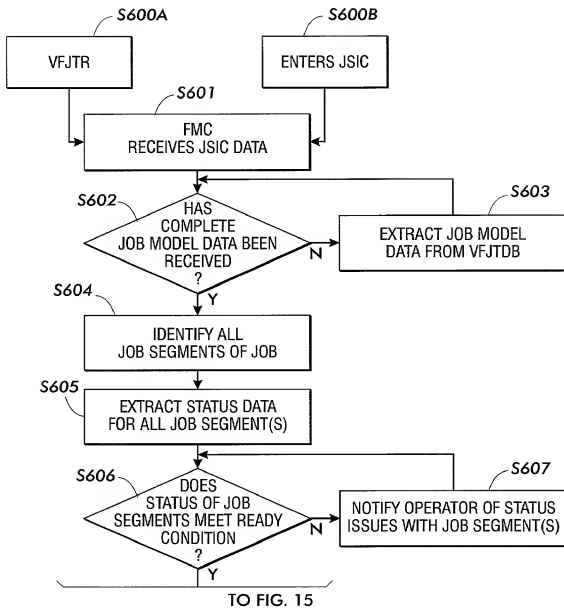 S600A
S600B
VFJTR
ENTERS JSIC
S601
FMC
RECEIVES JSIC DATA
S602
HAS
COMPLETE
JOB MODEL DATA BEEN
RECEIVED
?
N
Y
S603
EXTRACT JOB MODEL
DATA FROM VFJTDB
S604
IDENTIFY ALL
JOB SEGMENTS OF JOB
S605
EXTRACT STATUS DATA
FOR ALL JOB SEGMENT(S)
S606
DOES
STATUS OF JOB
SEGMENTS MEET READY
CONDITION
?
N
Y
S607
NOTIFY OPERATOR OF STATUS
ISSUES WITH JOB SEGMENT(S)
TO FIG. 15